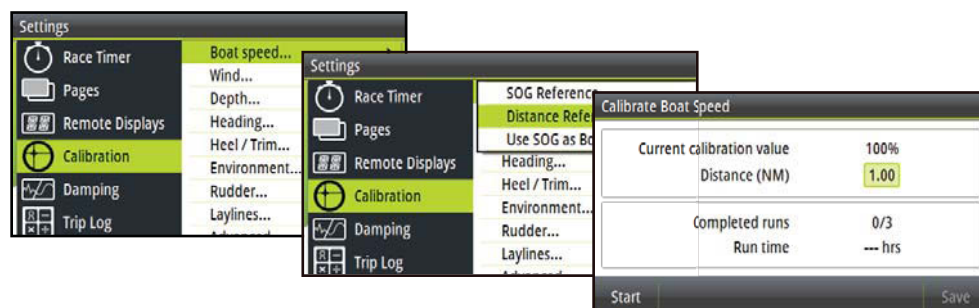 Settings
Race Timer
Pages
Remote Displays
Calibration
Damping
Trip Log
Boat speed...
Wind...
Depth...
Heading...
Heel / Trim...
Environment...
Rudder...
Laylines...
Settings
Race Timer
Pages
Remote Displays
Calibration
Damping
Trip Log
SOG Reference
Distance Refe
Use SOG as Bo
Heading...
Heel / Trim...
Environment...
Rudder...
Laylines...
Calibrate Boat Speed
Current calibration value 100%
Distance (NM) 1.00
Completed runs 0/3
Run time --- hrs
Start Save